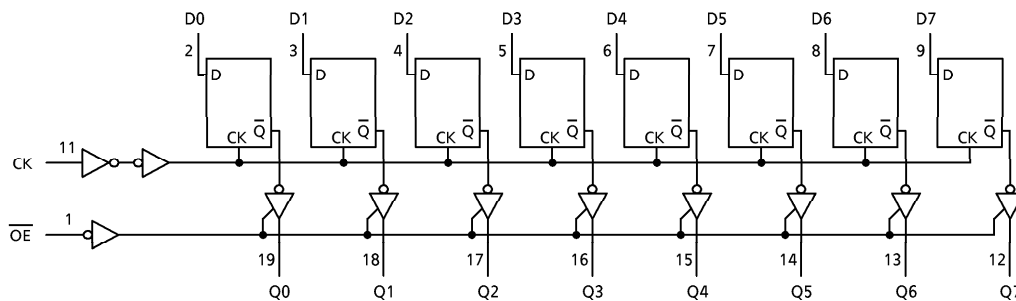 D0 D1 D2 D3 D4 D5 D6 D7
2 3 4 5 6 7 8 9
D D D D D D D D
Q̅ Q̅ Q̅ Q̅ Q̅ Q̅ Q̅ Q̅
CK CK CK CK CK CK CK CK
CK 11
O̅E̅ 1
19 18 17 16 15 14 13 12
Q0 Q1 Q2 Q3 Q4 Q5 Q6 Q7